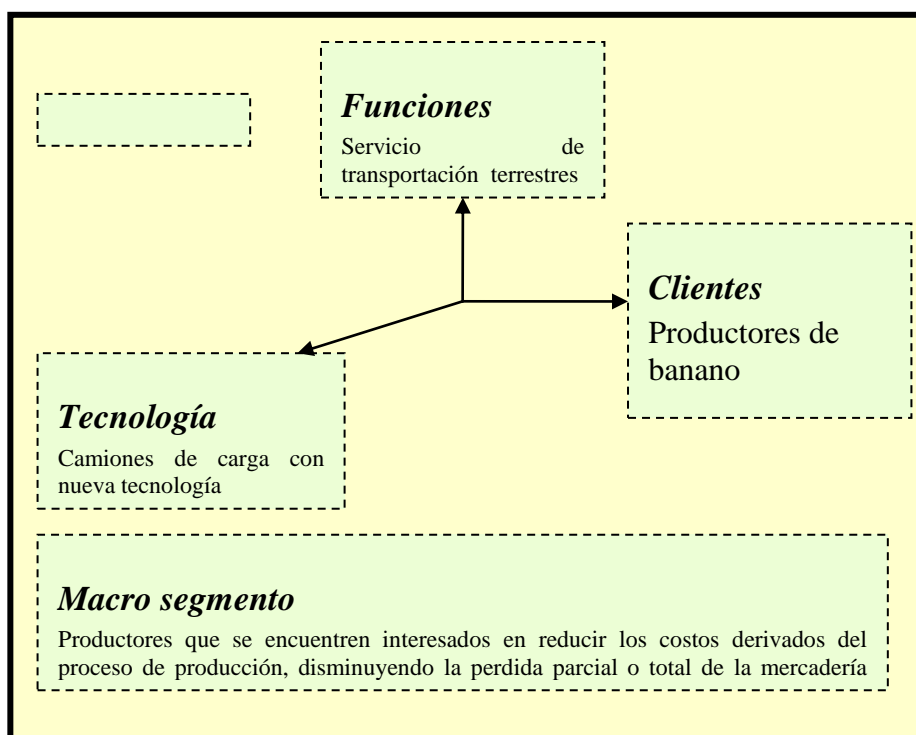 Funciones
Servicio de
transportación terrestres
Clientes
Productores de
banano
Tecnología
Camiones de carga con
nueva tecnología
Macro segmento
Productores que se encuentren interesados en reducir los costos derivados del
proceso de producción, disminuyendo la perdida parcial o total de la mercadería